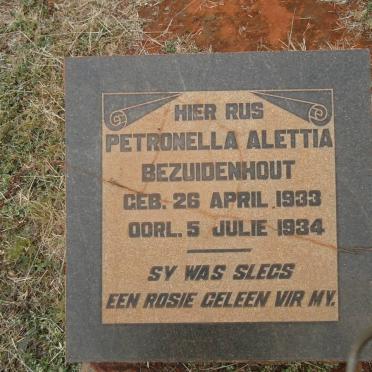 HIER RUS
PETRONELLA ALETTIA
BEZUIDENHOUT
GEB. 26 APRIL 1933
OORL. 5 JULIE 1934
SY WAS SLEGS
EEN ROSIE GELEEN VIR MY.